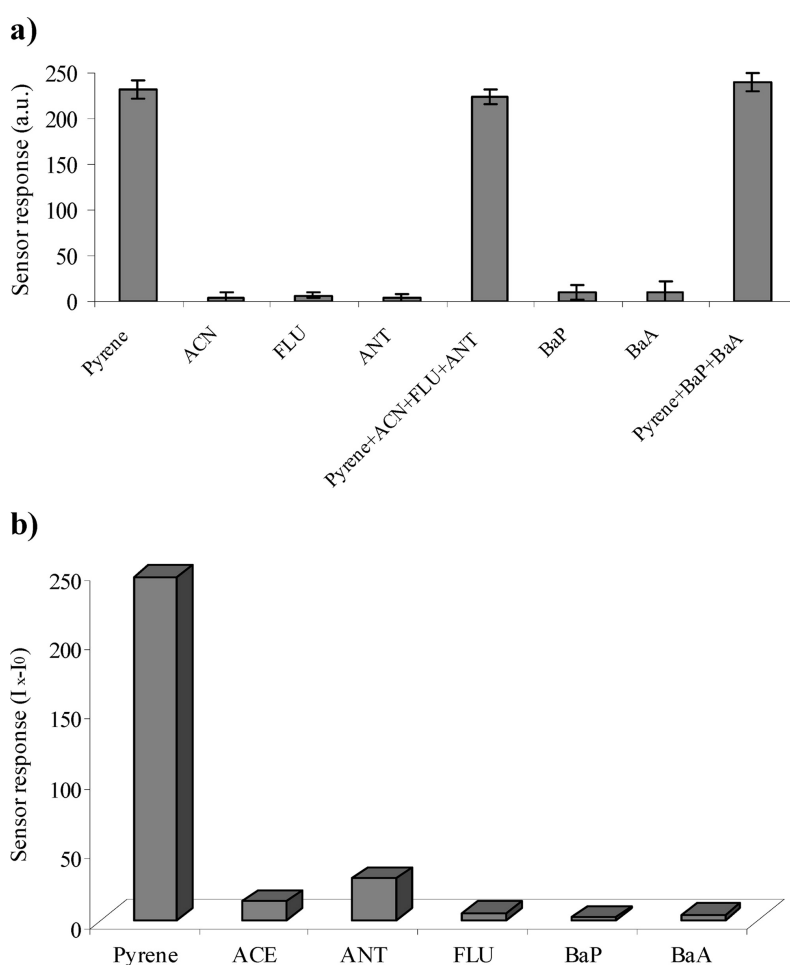 a)
Sensor response (a.u.)
250
200
150
100
50
0
Pyrene
ACN
FLU
ANT
Pyrene+ACN+FLU+ANT
BaP
BaA
Pyrene+BaP+BaA
b)
Sensor response (I x-I0)
250
200
150
100
50
0
Pyrene ACE ANT FLU BaP BaA